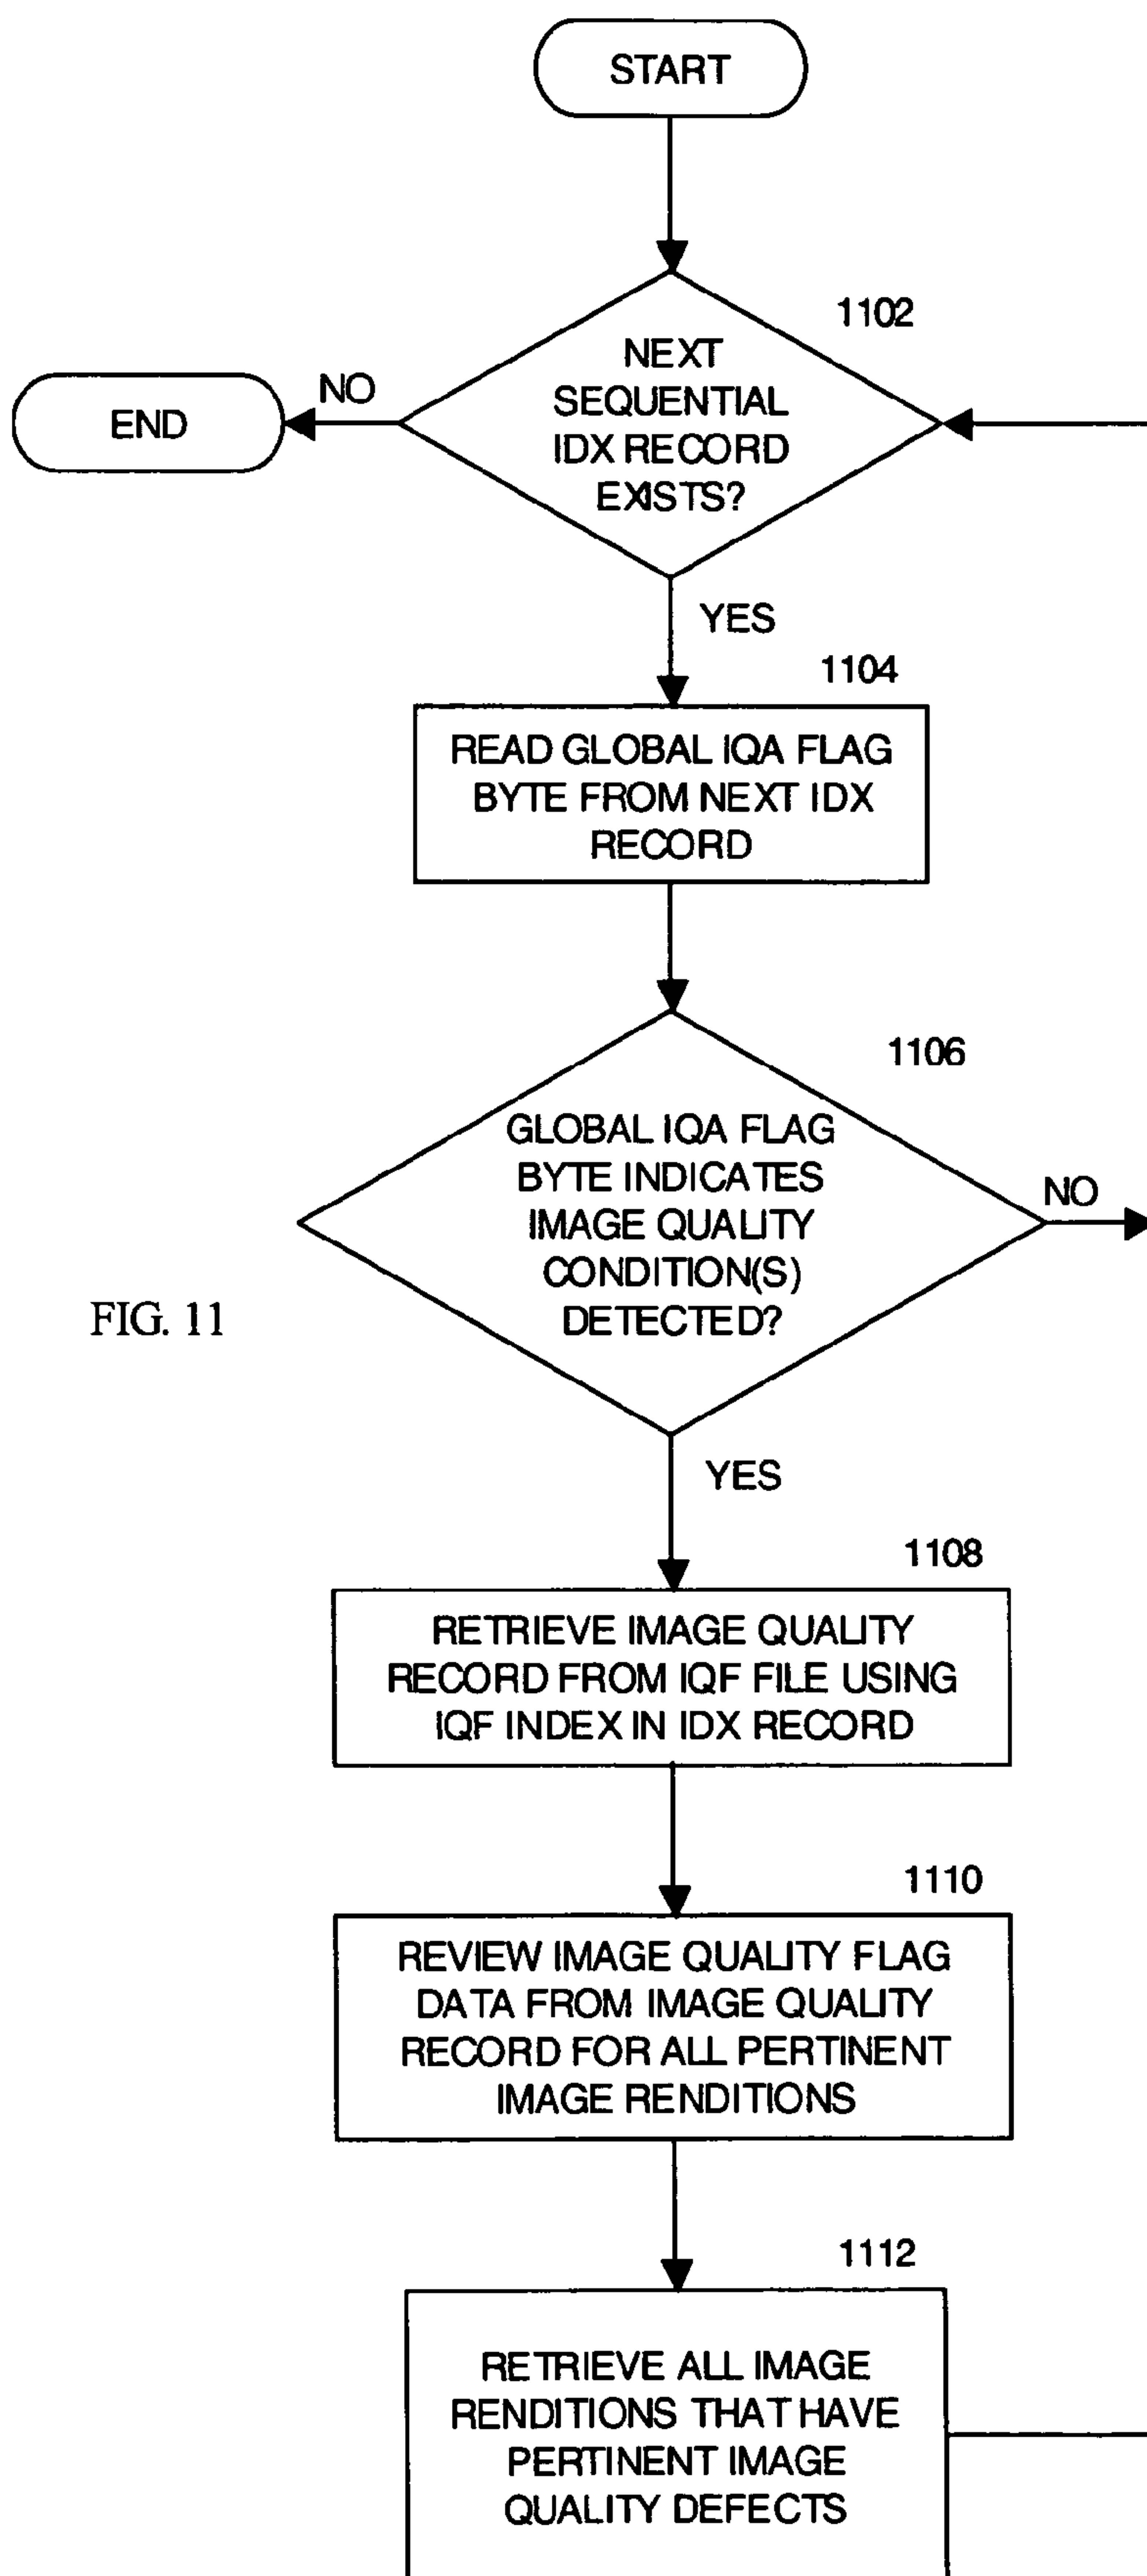 START
1102
NEXT
SEQUENTIAL
IDX RECORD
EXISTS?
NO
END
YES
1104
READ GLOBAL IQA FLAG
BYTE FROM NEXT IDX
RECORD
1106
GLOBAL IQA FLAG
BYTE INDICATES
IMAGE QUALITY
CONDITION(S)
DETECTED?
NO
FIG. 11
YES
1108
RETRIEVE IMAGE QUALITY
RECORD FROM IQF FILE USING
IQF INDEX IN IDX RECORD
1110
REVIEW IMAGE QUALITY FLAG
DATA FROM IMAGE QUALITY
RECORD FOR ALL PERTINENT
IMAGE RENDITIONS
1112
RETRIEVE ALL IMAGE
RENDITIONS THAT HAVE
PERTINENT IMAGE
QUALITY DEFECTS